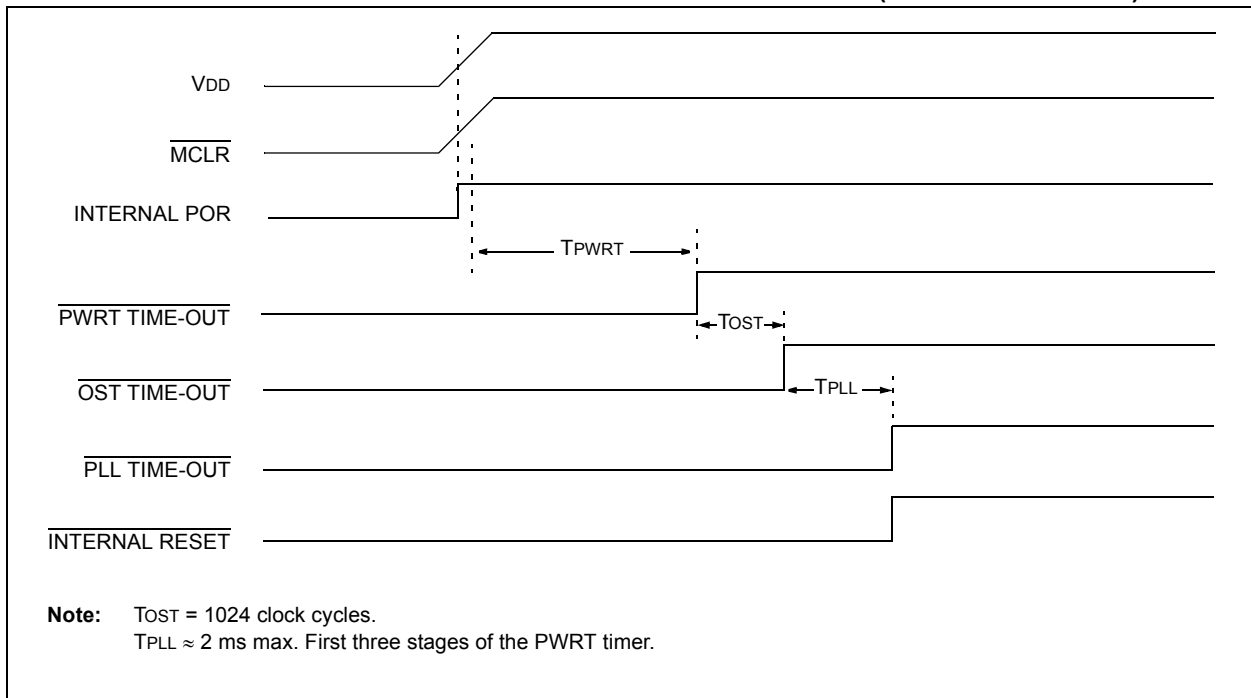 VDD
MCLR
INTERNAL POR
TPWRT
PWRT TIME-OUT
TOST
OST TIME-OUT
TPLL
PLL TIME-OUT
INTERNAL RESET
Note: TOST = 1024 clock cycles.
TPLL ≈ 2 ms max. First three stages of the PWRT timer.